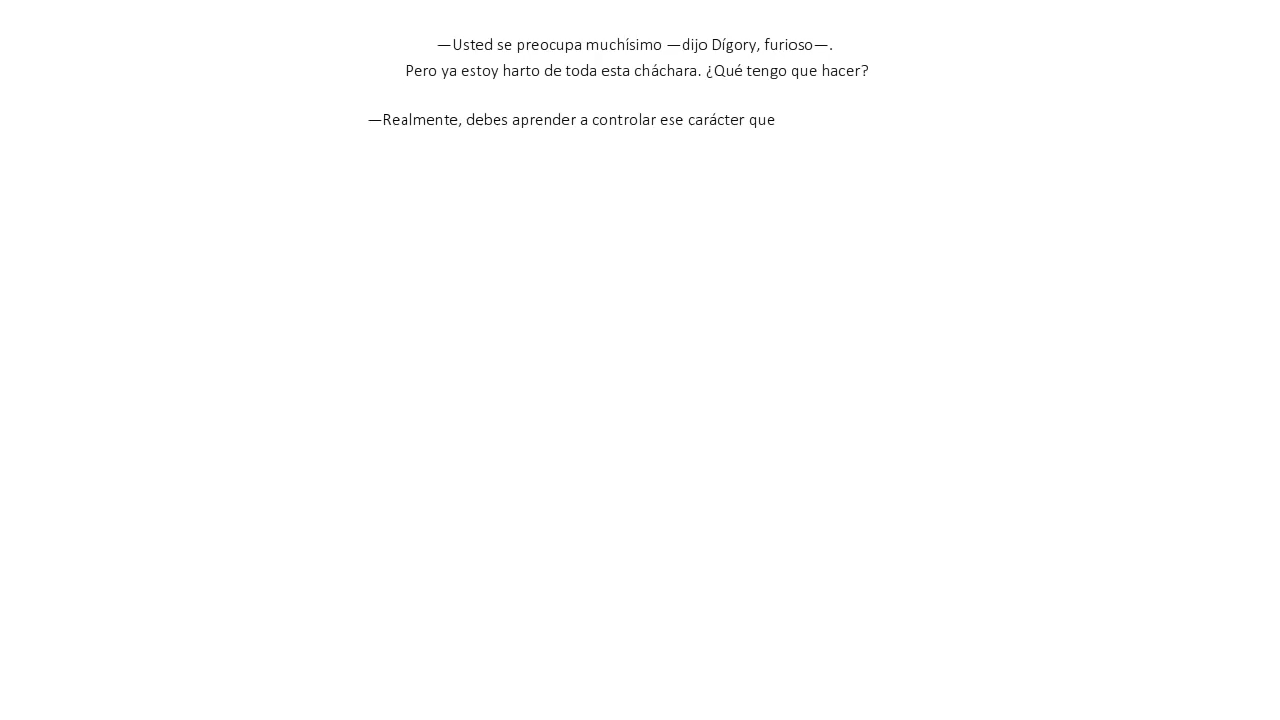 —Usted se preocupa muchísimo —dijo Dígory, furioso—.
Pero ya estoy harto de toda esta cháchara. ¿Qué tengo que hacer?
—Realmente, debes aprender a controlar ese carácter que